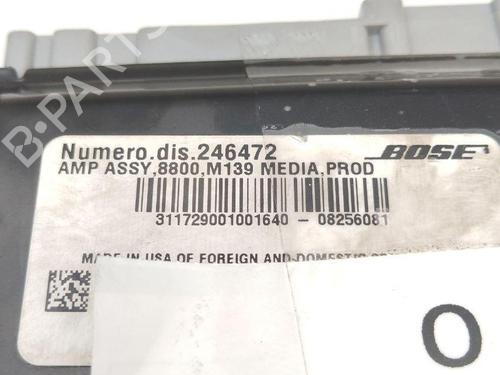 B-PARTS
Numero.dis.246472
BOSE
AMP ASSY,8800,M139 MEDIA,PROD
311729001001640 - 08256081
MADE IN USA OF FOREIGN AND DOMESTIC
O